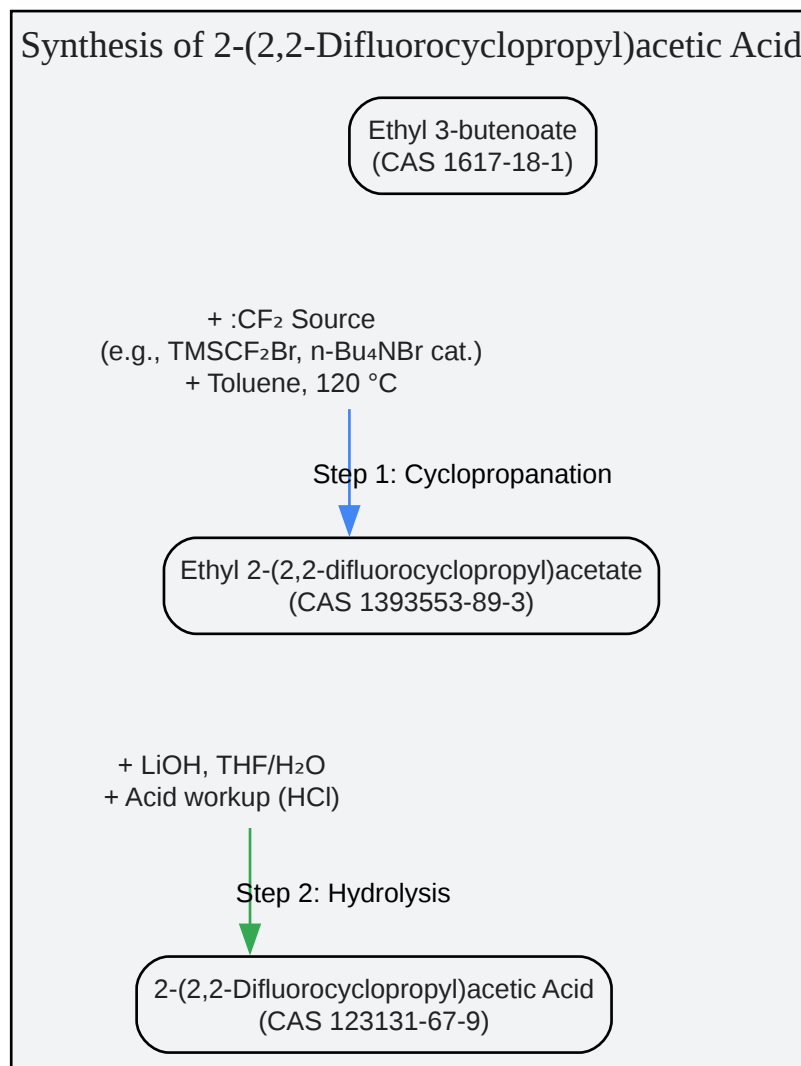 Synthesis of 2-(2,2-Difluorocyclopropyl)acetic Acid
Ethyl 3-butenoate
(CAS 1617-18-1)
+ :CF₂ Source
(e.g., TMSCF₂Br, n-Bu₄NBr cat.)
+ Toluene, 120 °C
Step 1: Cyclopropanation
Ethyl 2-(2,2-difluorocyclopropyl)acetate
(CAS 1393553-89-3)
+ LiOH, THF/H₂O
+ Acid workup (HCl)
Step 2: Hydrolysis
2-(2,2-Difluorocyclopropyl)acetic Acid
(CAS 123131-67-9)